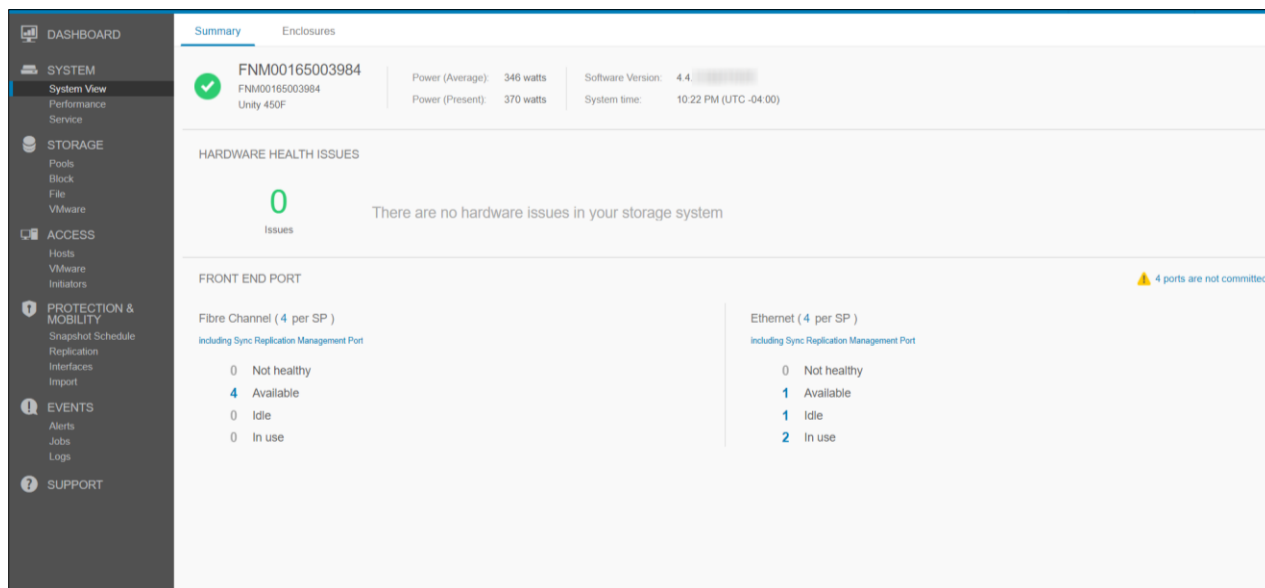 DASHBOARD
SYSTEM
System View
Performance
Service
STORAGE
Pools
Block
File
VMware
ACCESS
Hosts
VMware
Initiators
PROTECTION &
MOBILITY
Snapshot Schedule
Replication
Interfaces
Import
EVENTS
Alerts
Jobs
Logs
SUPPORT
Summary Enclosures
FNM00165003984
FNM00165003984
Unity 450F
Power (Average): 346 watts
Power (Present): 370 watts
Software Version: 4.4.
System time: 10:22 PM (UTC -04:00)
HARDWARE HEALTH ISSUES
0
Issues
There are no hardware issues in your storage system
FRONT END PORT
4 ports are not committed
Fibre Channel ( 4 per SP )
including Sync Replication Management Port
0 Not healthy
4 Available
0 Idle
0 In use
Ethernet ( 4 per SP )
including Sync Replication Management Port
0 Not healthy
1 Available
1 Idle
2 In use